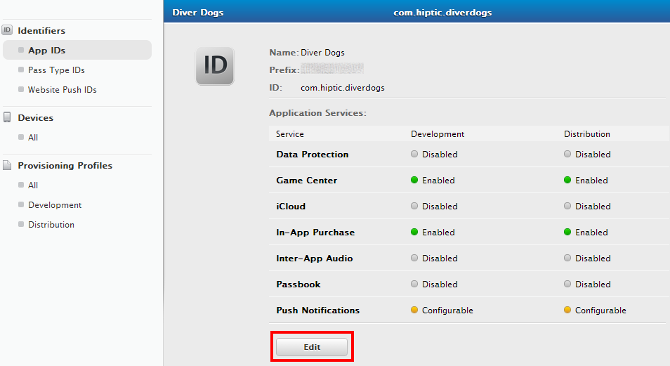 Diver Dogs com.hiptic.diverdogs
ID Identifiers
App IDs
Pass Type IDs
Website Push IDs
Devices
All
Provisioning Profiles
All
Development
Distribution
ID
Name: Diver Dogs
Prefix:
ID: com.hiptic.diverdogs
Application Services:
Service Development Distribution
Data Protection Disabled Disabled
Game Center Enabled Enabled
iCloud Disabled Disabled
In-App Purchase Enabled Enabled
Inter-App Audio Disabled Disabled
Passbook Disabled Disabled
Push Notifications Configurable Configurable
Edit